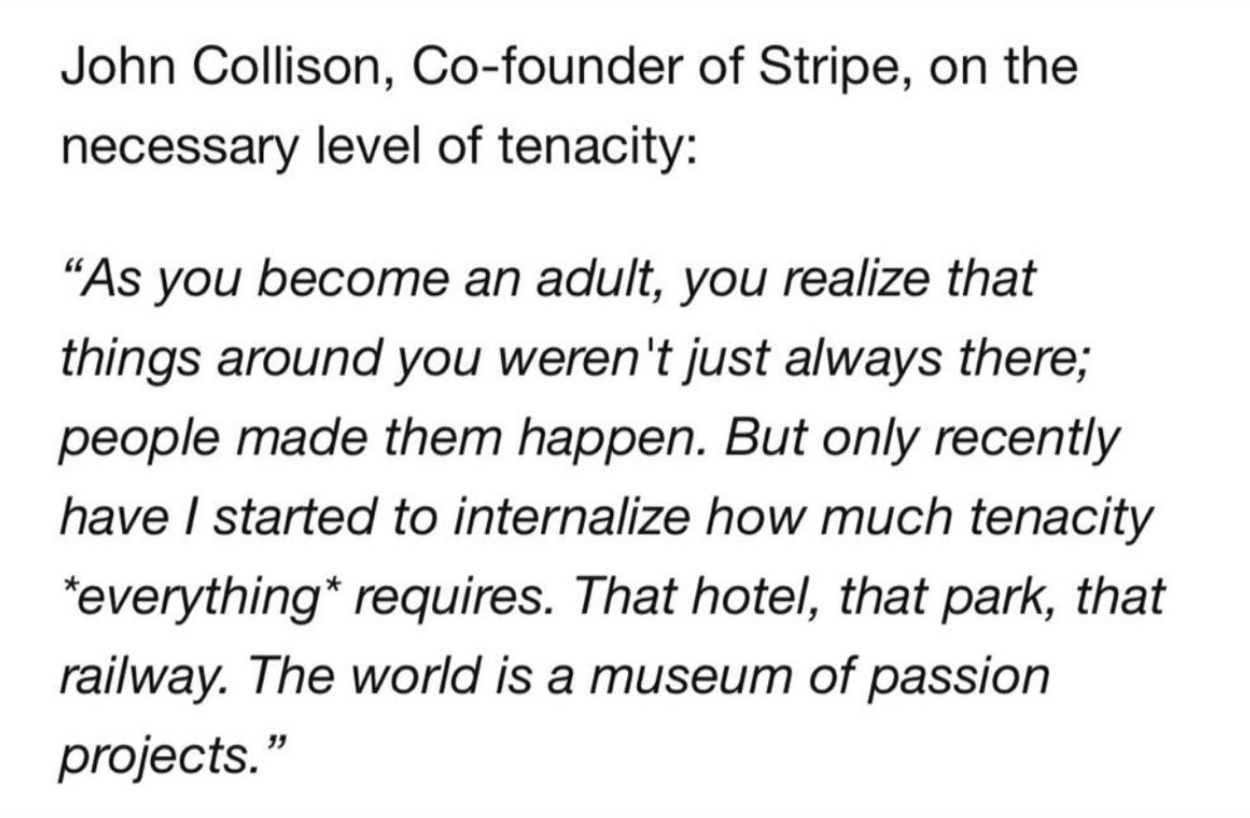 John Collison, Co-founder of Stripe, on the
necessary level of tenacity:
“As you become an adult, you realize that
things around you weren't just always there;
people made them happen. But only recently
have I started to internalize how much tenacity
*everything* requires. That hotel, that park, that
railway. The world is a museum of passion
projects.”